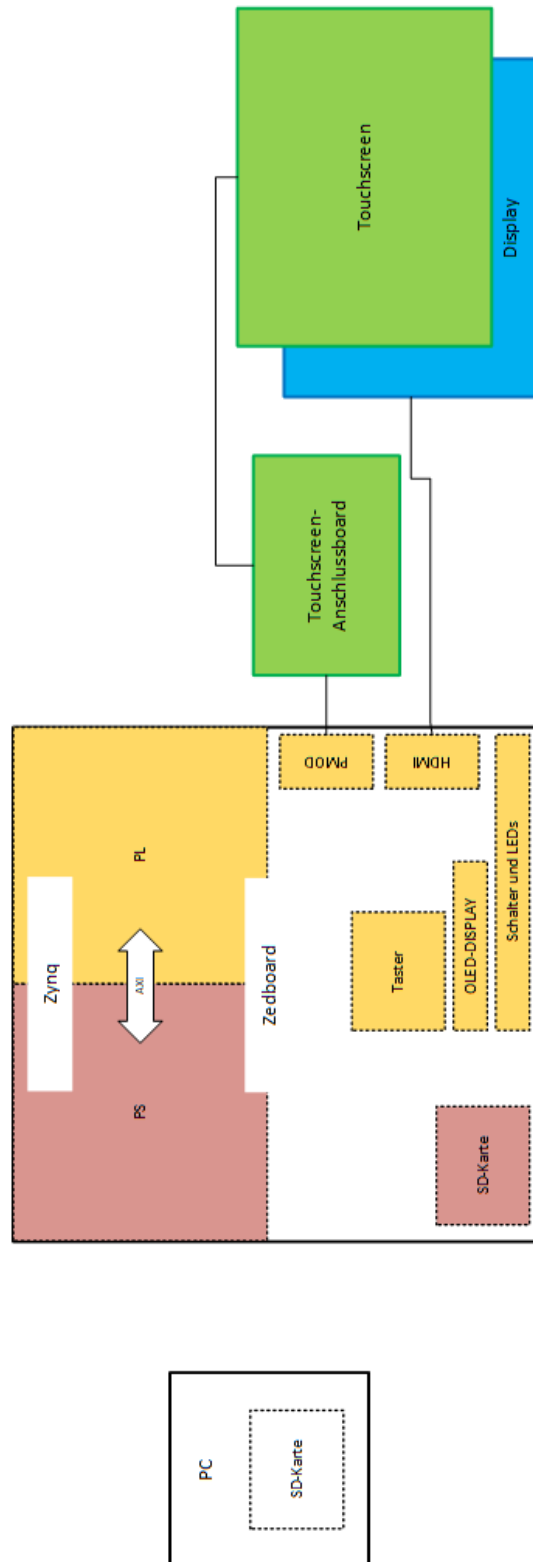 PC
SD-Karte
Zynq
PS
AXI
PL
Zedboard
SD-Karte
Taster
OLED-DISPLAY
Schalter und LEDs
PMOD
HDMI
Touchscreen-
Anschlussboard
Touchscreen
Display